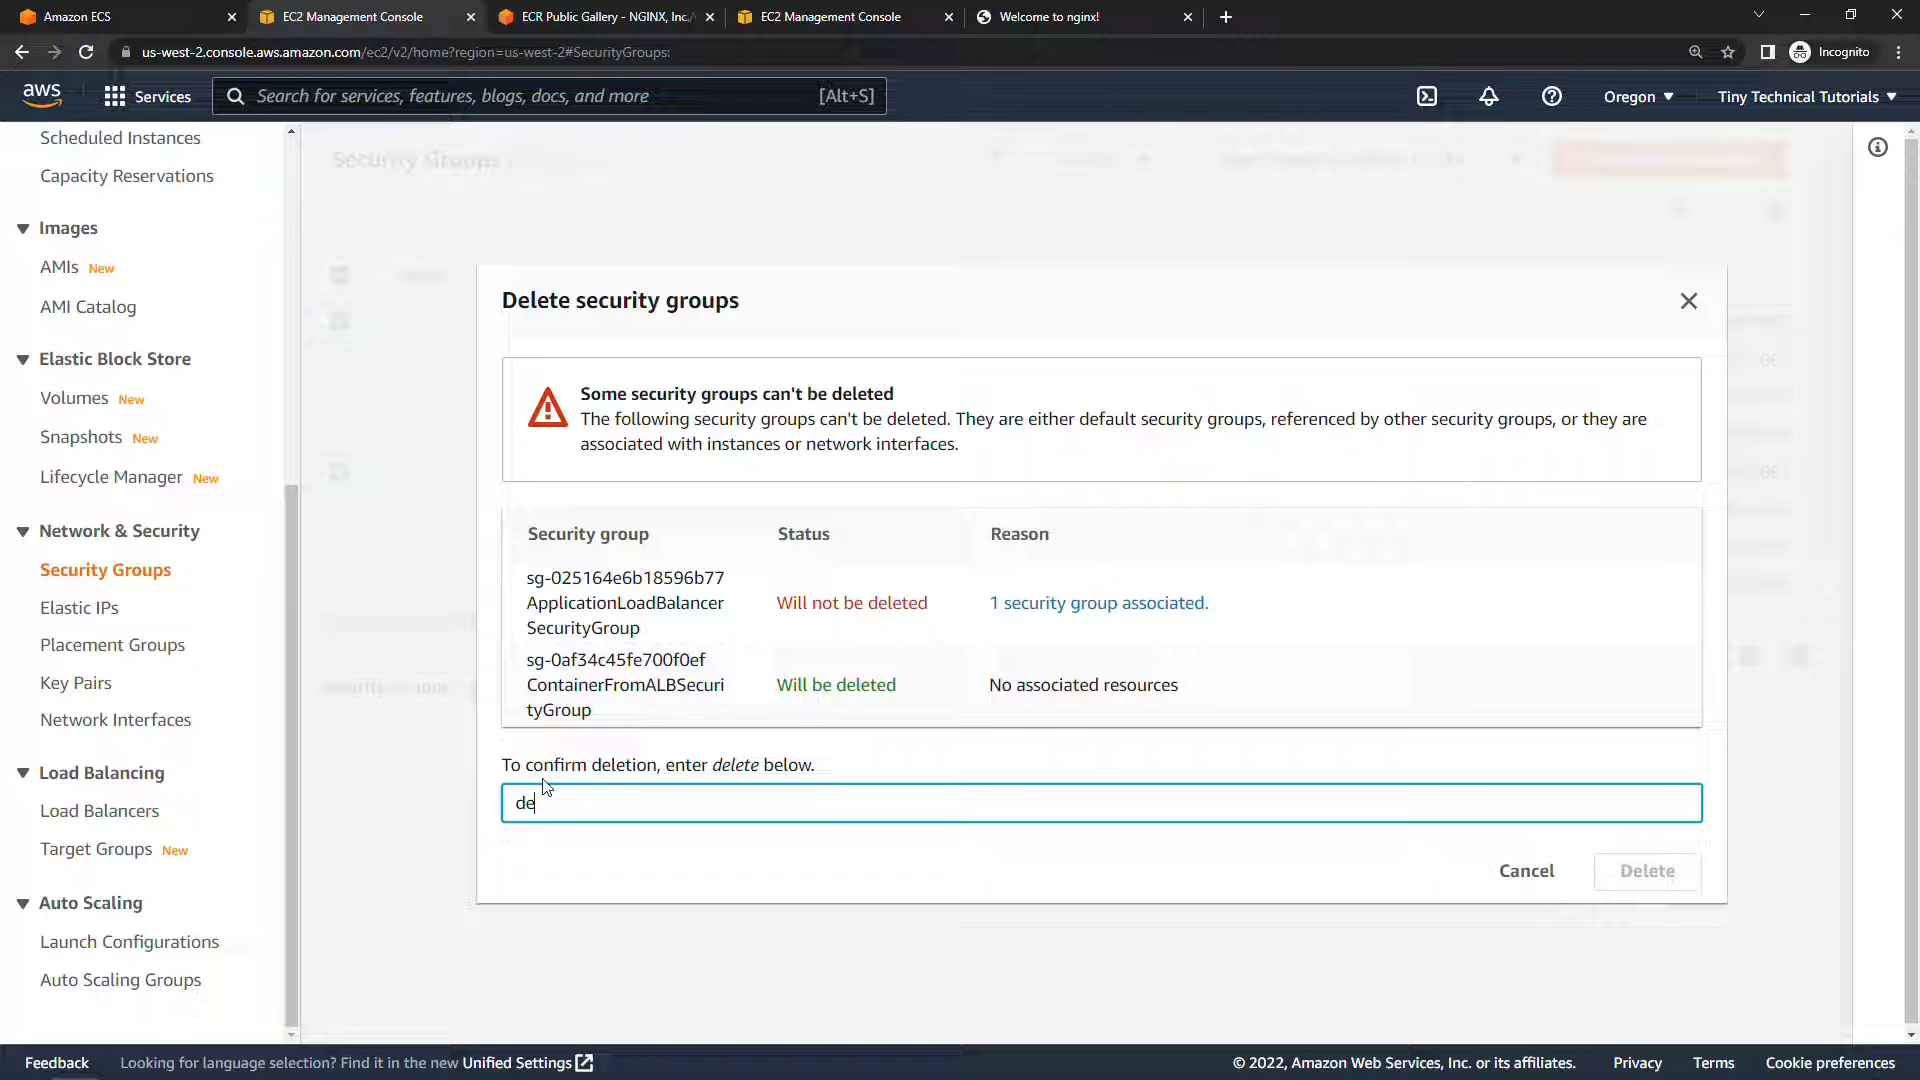 Amazon ECS
EC2 Management Console
ECR Public Gallery - NGINX, Inc./
EC2 Management Console
Welcome to nginx!
us-west-2.console.aws.amazon.com/ec2/v2/home?region=us-west-2#SecurityGroups:
Incognito
aws
Services
Search for services, features, blogs, docs, and more
[Alt+S]
Oregon
Tiny Technical Tutorials
Scheduled Instances
Capacity Reservations
Images
AMIs New
AMI Catalog
Elastic Block Store
Volumes New
Snapshots New
Lifecycle Manager New
Network & Security
Security Groups
Elastic IPs
Placement Groups
Key Pairs
Network Interfaces
Load Balancing
Load Balancers
Target Groups New
Auto Scaling
Launch Configurations
Auto Scaling Groups
Security Groups
Delete security groups
Some security groups can't be deleted
The following security groups can't be deleted. They are either default security groups, referenced by other security groups, or they are
associated with instances or network interfaces.
Security group Status Reason
sg-025164e6b18596b77
ApplicationLoadBalancer Will not be deleted 1 security group associated.
SecurityGroup
sg-0af34c45fe700f0ef
ContainerFromALBSecuri Will be deleted No associated resources
tyGroup
To confirm deletion, enter delete below.
de
Cancel Delete
Feedback Looking for language selection? Find it in the new Unified Settings
© 2022, Amazon Web Services, Inc. or its affiliates. Privacy Terms Cookie preferences